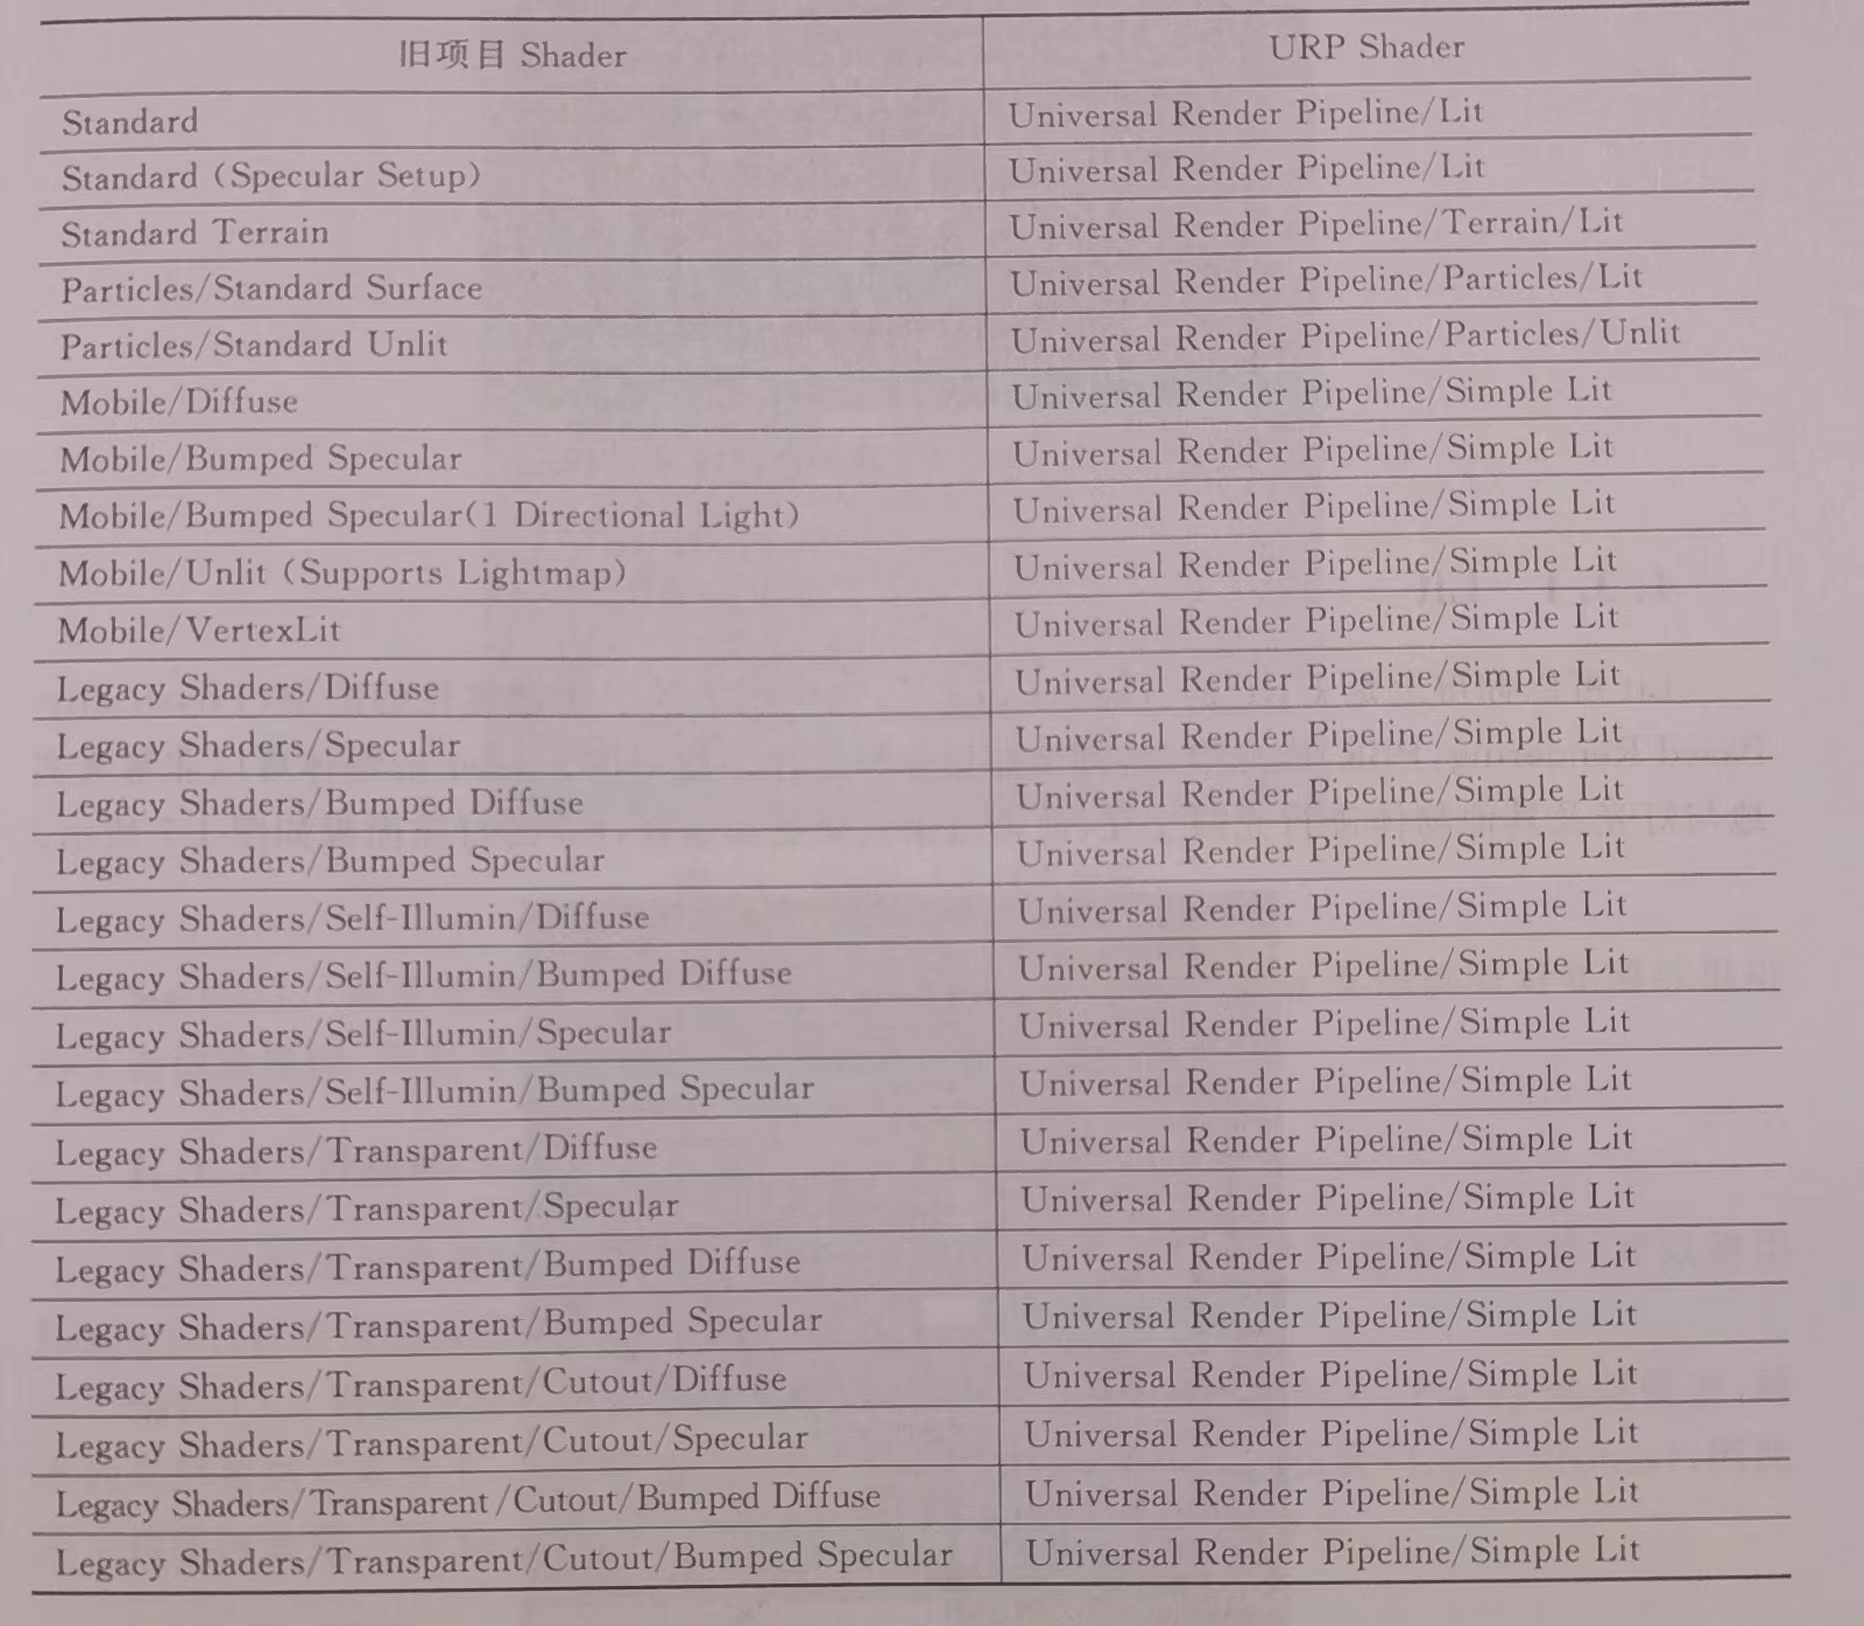 旧项目 Shader URP Shader
Standard Universal Render Pipeline/Lit
Standard (Specular Setup) Universal Render Pipeline/Lit
Standard Terrain Universal Render Pipeline/Terrain/Lit
Particles/Standard Surface Universal Render Pipeline/Particles/Lit
Particles/Standard Unlit Universal Render Pipeline/Particles/Unlit
Mobile/Diffuse Universal Render Pipeline/Simple Lit
Mobile/Bumped Specular Universal Render Pipeline/Simple Lit
Mobile/Bumped Specular(1 Directional Light) Universal Render Pipeline/Simple Lit
Mobile/Unlit (Supports Lightmap) Universal Render Pipeline/Simple Lit
Mobile/VertexLit Universal Render Pipeline/Simple Lit
Legacy Shaders/Diffuse Universal Render Pipeline/Simple Lit
Legacy Shaders/Specular Universal Render Pipeline/Simple Lit
Legacy Shaders/Bumped Diffuse Universal Render Pipeline/Simple Lit
Legacy Shaders/Bumped Specular Universal Render Pipeline/Simple Lit
Legacy Shaders/Self-Illumin/Diffuse Universal Render Pipeline/Simple Lit
Legacy Shaders/Self-Illumin/Bumped Diffuse Universal Render Pipeline/Simple Lit
Legacy Shaders/Self-Illumin/Specular Universal Render Pipeline/Simple Lit
Legacy Shaders/Self-Illumin/Bumped Specular Universal Render Pipeline/Simple Lit
Legacy Shaders/Transparent/Diffuse Universal Render Pipeline/Simple Lit
Legacy Shaders/Transparent/Specular Universal Render Pipeline/Simple Lit
Legacy Shaders/Transparent/Bumped Diffuse Universal Render Pipeline/Simple Lit
Legacy Shaders/Transparent/Bumped Specular Universal Render Pipeline/Simple Lit
Legacy Shaders/Transparent/Cutout/Diffuse Universal Render Pipeline/Simple Lit
Legacy Shaders/Transparent/Cutout/Specular Universal Render Pipeline/Simple Lit
Legacy Shaders/Transparent/Cutout/Bumped Diffuse Universal Render Pipeline/Simple Lit
Legacy Shaders/Transparent/Cutout/Bumped Specular Universal Render Pipeline/Simple Lit